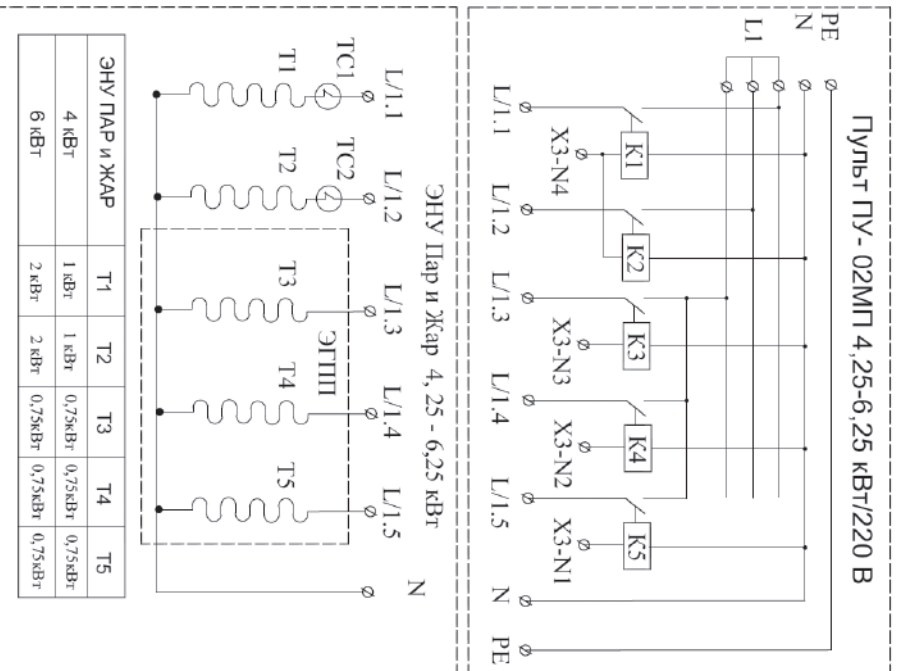 Пульт ПУ- 02МП 4,25-6,25 кВт/220 В
PE
N
L1
K1
K2
K3
K4
K5
X3-N4
X3-N3
X3-N2
X3-N1
L/1.1
L/1.2
L/1.3
L/1.4
L/1.5
N
PE
ЭНУ Пар и Жар 4, 25 - 6,25 кВт
L/1.1
L/1.2
L/1.3
L/1.4
L/1.5
N
TC1
TC2
ЭГПП
T1
T2
T3
T4
T5
ЭНУ ПАР и ЖАР T1 T2 T3 T4 T5
4 кВт 1 кВт 1 кВт 0,75кВт 0,75кВт 0,75кВт
6 кВт 2 кВт 2 кВт 0,75кВт 0,75кВт 0,75кВт